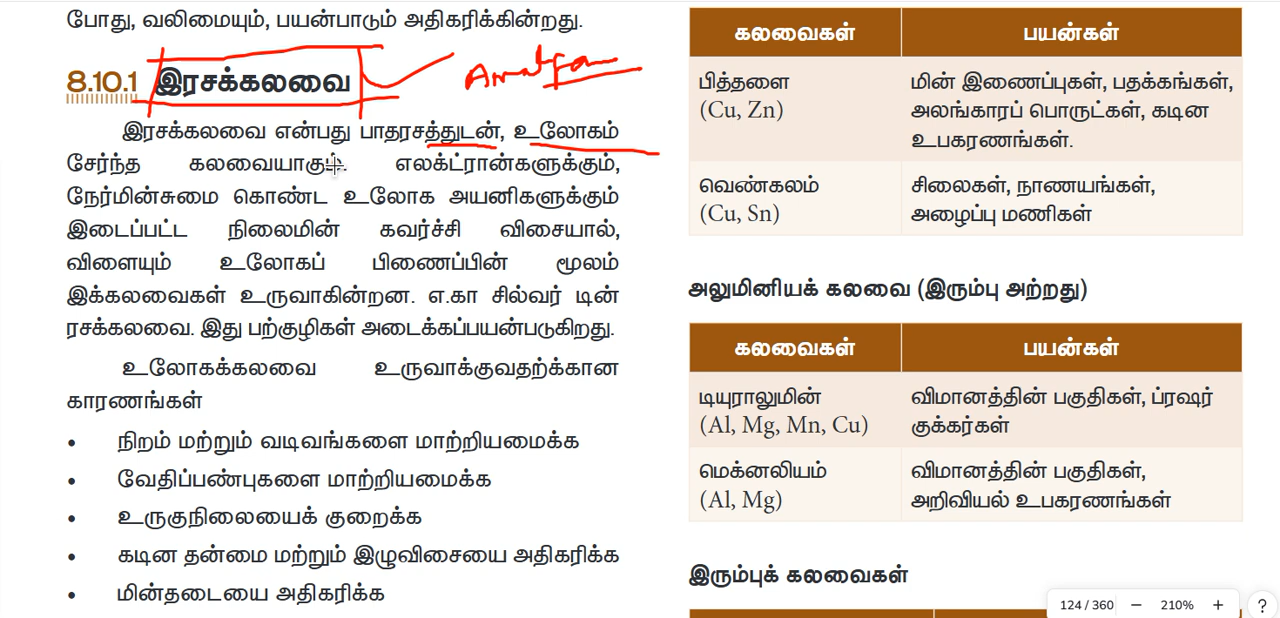 போது, வலிமையும், பயன்பாடும் அதிகரிக்கின்றது.
8.10.1 இரசக்கலவை
இரசக்கலவை என்பது பாதரசத்துடன், உலோகம்
சேர்ந்த கலவையாகும். எலக்ட்ரான்களுக்கும்,
நேர்மின்சுமை கொண்ட உலோக அயனிகளுக்கும்
இடைப்பட்ட நிலைமின் கவர்ச்சி விசையால்,
விளையும் உலோகப் பிணைப்பின் மூலம்
இக்கலவைகள் உருவாகின்றன. எ.கா சில்வர் டின்
ரசக்கலவை. இது பற்குழிகள் அடைக்கப்பயன்படுகிறது.
உலோகக்கலவை உருவாக்குவதற்க்கான
காரணங்கள்
• நிறம் மற்றும் வடிவங்களை மாற்றியமைக்க
• வேதிப்பண்புகளை மாற்றியமைக்க
• உருகுநிலையைக் குறைக்க
• கடின தன்மை மற்றும் இழுவிசையை அதிகரிக்க
• மின்தடையை அதிகரிக்க
கலவைகள் பயன்கள்
பித்தளை மின் இணைப்புகள், பதக்கங்கள்,
(Cu, Zn) அலங்காரப் பொருட்கள், கடின
உபகரணங்கள்.
வெண்கலம் சிலைகள், நாணயங்கள்,
(Cu, Sn) அழைப்பு மணிகள்
அலுமினியக் கலவை (இரும்பு அற்றது)
கலவைகள் பயன்கள்
டியுராலுமின் விமானத்தின் பகுதிகள், ப்ரஷர்
(Al, Mg, Mn, Cu) குக்கர்கள்
மெக்னலியம் விமானத்தின் பகுதிகள்,
(Al, Mg) அறிவியல் உபகரணங்கள்
இரும்புக் கலவைகள்
124 / 360 − 210% + ?